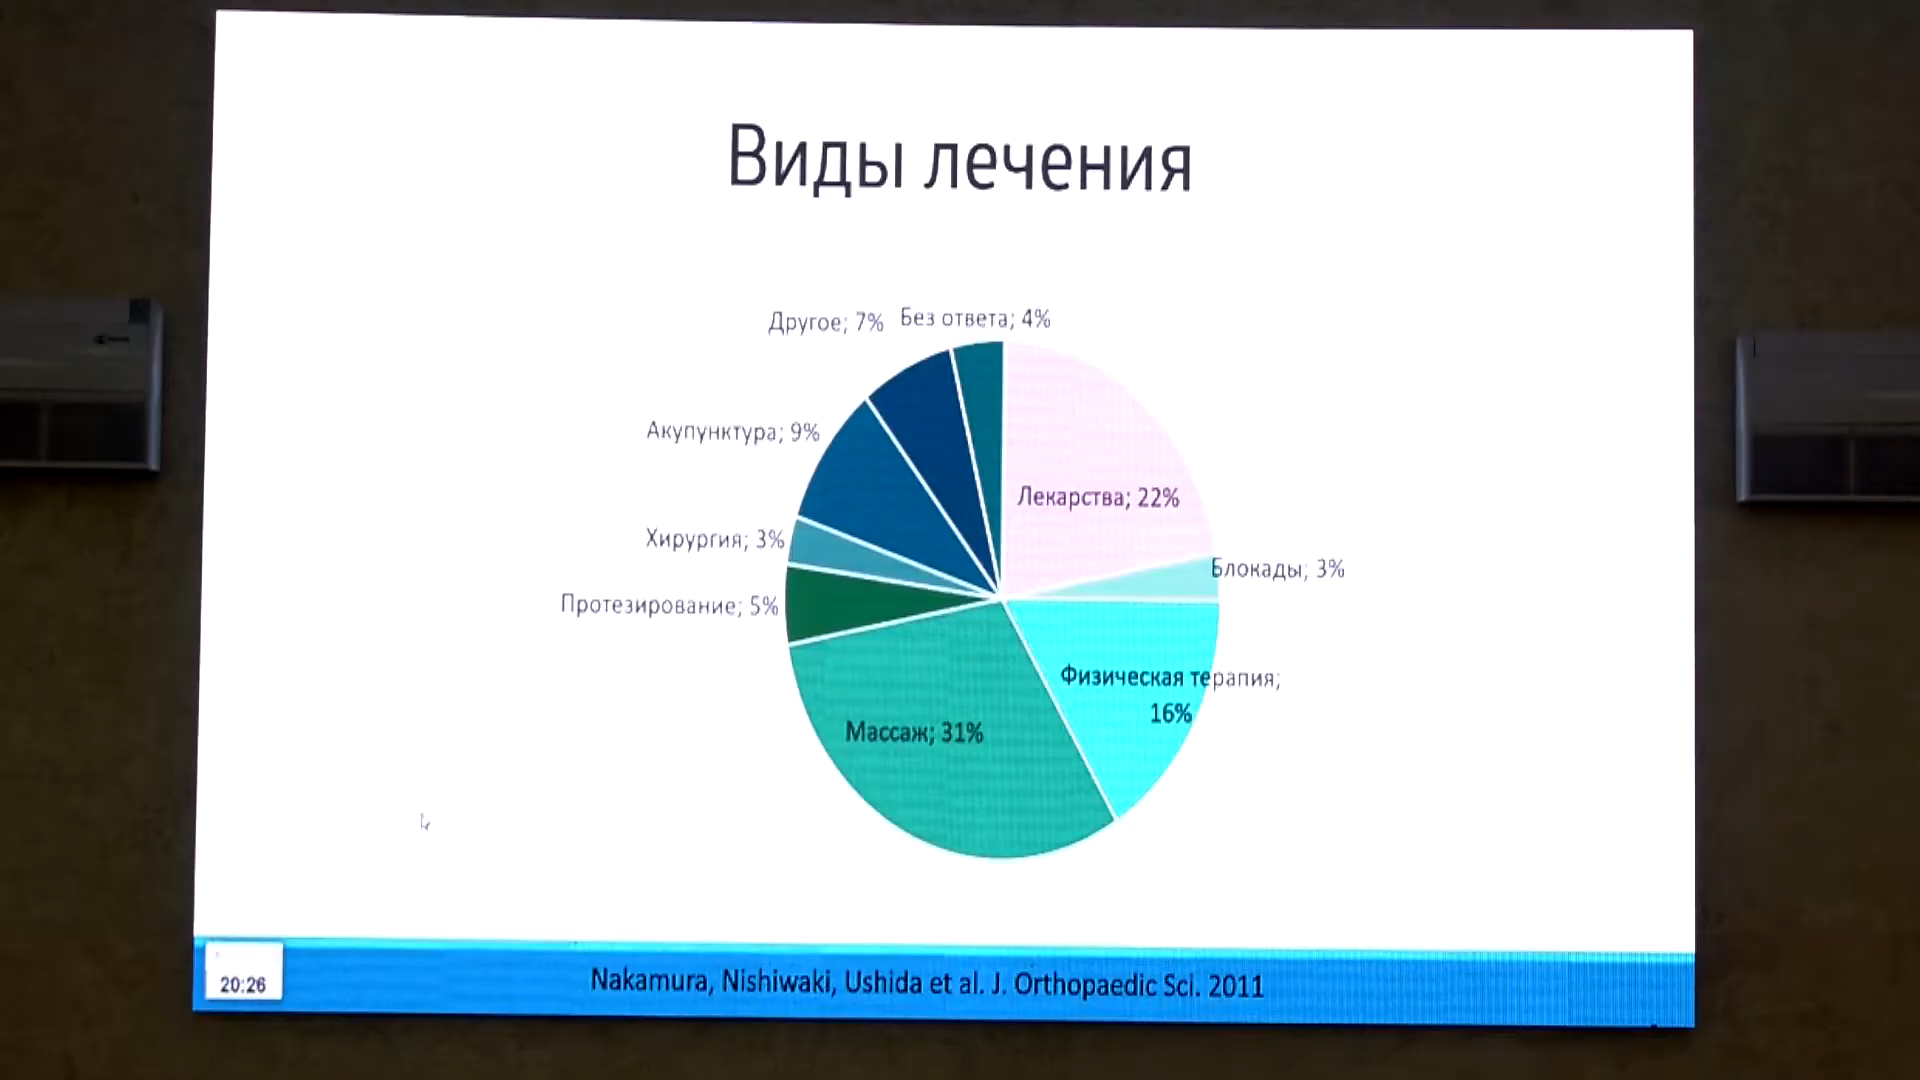 Виды лечения
Другое; 7%
Без ответа; 4%
Акупунктура; 9%
Лекарства; 22%
Хирургия; 3%
Блокады; 3%
Протезирование; 5%
Физическая терапия;
16%
Массаж; 31%
20:26
Nakamura, Nishiwaki, Ushida et al. J. Orthopaedic Sci. 2011